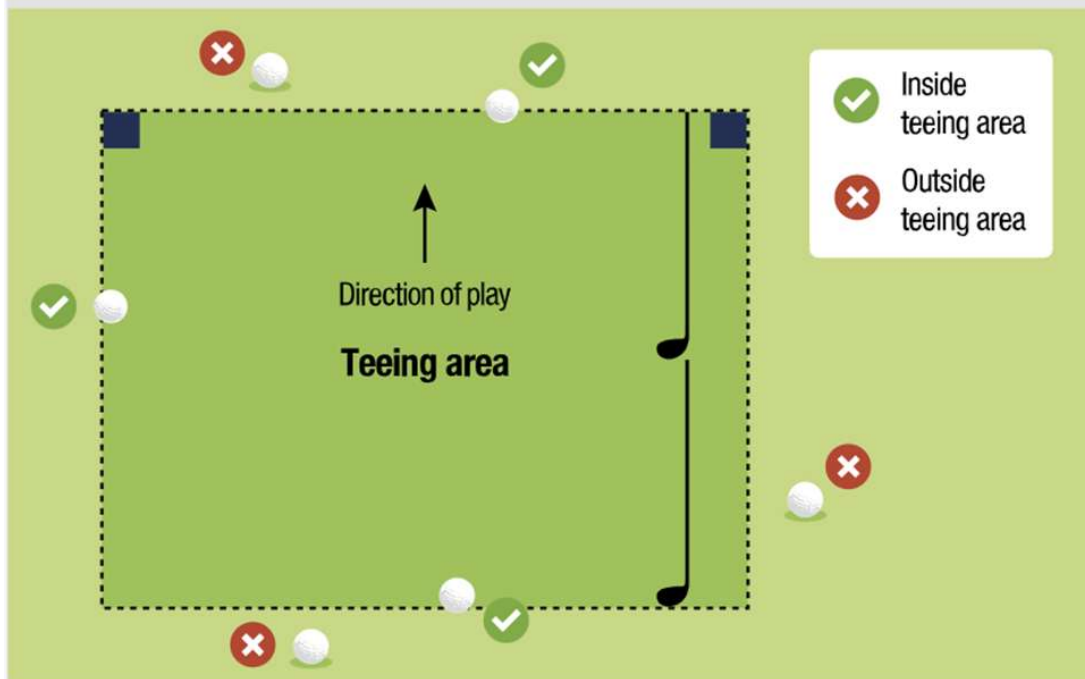 Inside
teeing area
Outside
teeing area
Direction of play
Teeing area